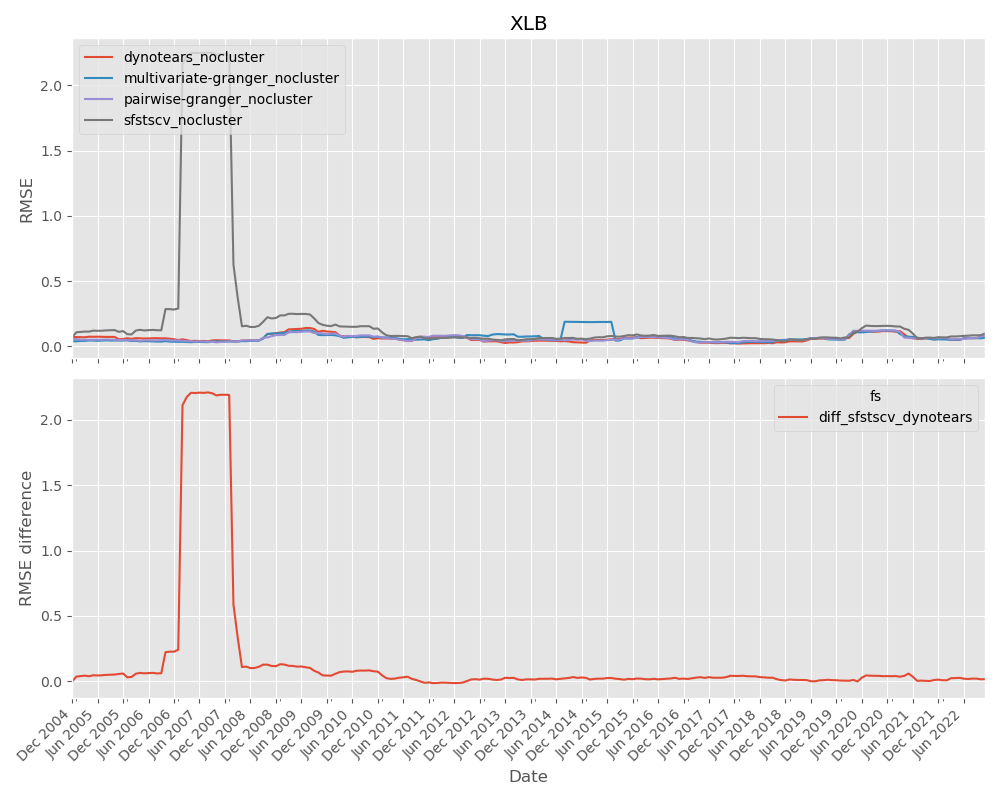 XLB
dynotears_nocluster
multivariate-granger_nocluster
pairwise-granger_nocluster
sfstscv_nocluster
2.0
1.5
1.0
0.5
0.0
RMSE
fs
diff_sfstscv_dynotears
2.0
1.5
1.0
0.5
0.0
RMSE difference
Dec 2004
Jun 2005
Dec 2005
Jun 2006
Dec 2006
Jun 2007
Dec 2007
Jun 2008
Dec 2008
Jun 2009
Dec 2009
Jun 2010
Dec 2010
Jun 2011
Dec 2011
Jun 2012
Dec 2012
Jun 2013
Dec 2013
Jun 2014
Dec 2014
Jun 2015
Dec 2015
Jun 2016
Dec 2016
Jun 2017
Dec 2017
Jun 2018
Dec 2018
Jun 2019
Dec 2019
Jun 2020
Dec 2020
Jun 2021
Dec 2021
Jun 2022
Date